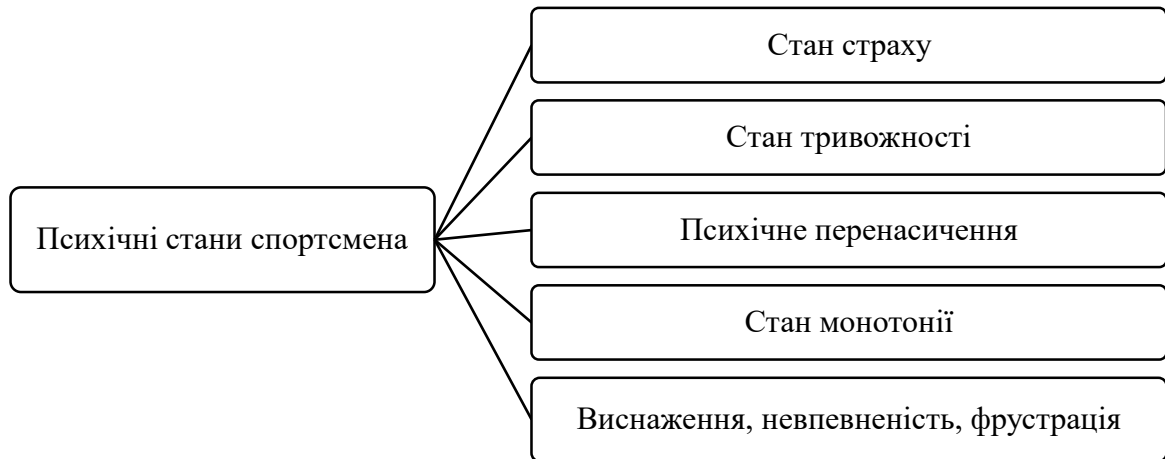 Психічні стани спортсмена
Стан страху
Стан тривожності
Психічне перенасичення
Стан монотонії
Виснаження, невпевненість, фрустрація